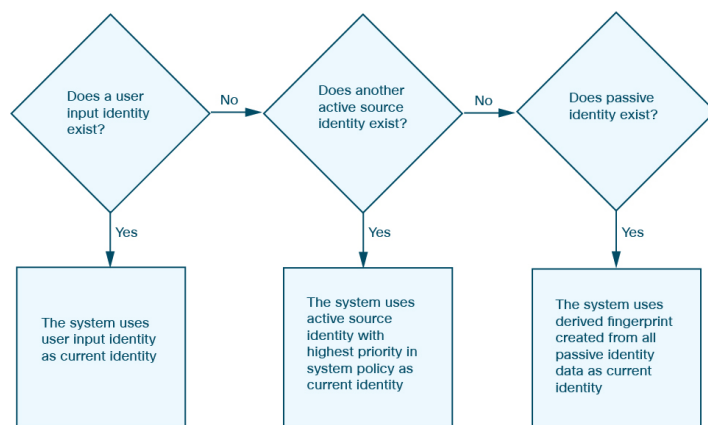 Does a user
input identity
exist?
No
Does another
active source
identity exist?
No
Does passive
identity exist?
Yes
Yes
Yes
The system uses
user input identity
as current identity
The system uses
active source
identity with
highest priority in
system policy as
current identity
The system uses
derived fingerprint
created from all
passive identity
data as current
identity